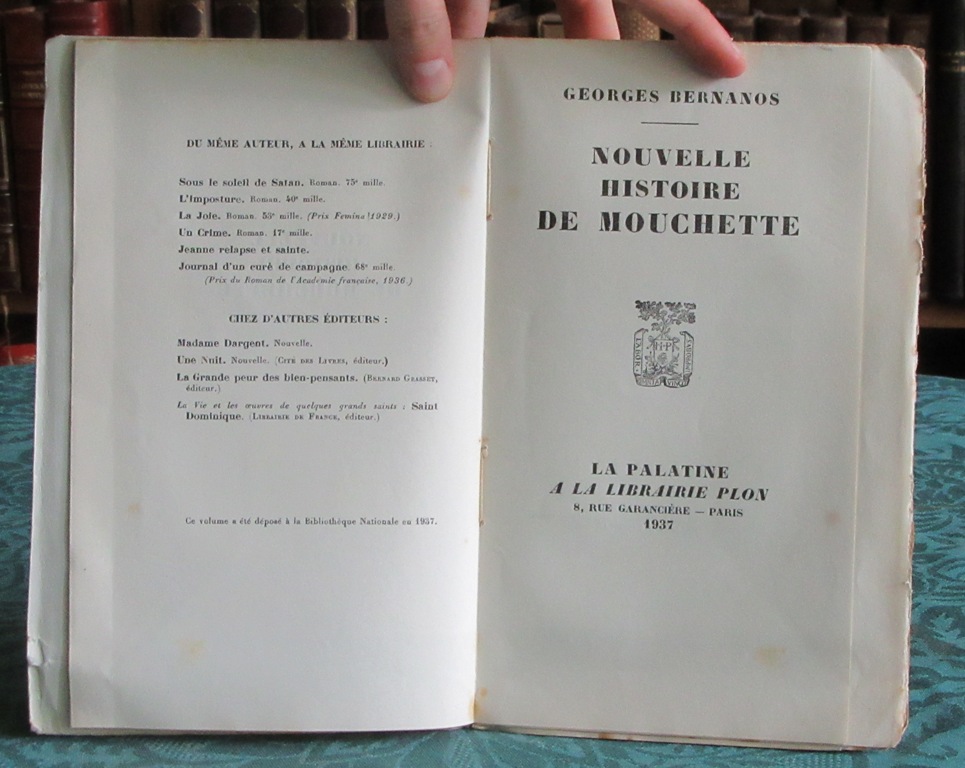 DU MÊME AUTEUR, A LA MÊME LIBRAIRIE :
Sous le soleil de Satan. Roman. 75e mille.
L'Imposture. Roman. 40e mille.
La Joie. Roman. 53e mille. (Prix Femina 1929.)
Un Crime. Roman. 17e mille.
Jeanne relapse et sainte.
Journal d'un curé de campagne. 68e mille.
(Prix du Roman de l'Académie française, 1936.)
CHEZ D'AUTRES ÉDITEURS :
Madame Dargent. Nouvelle.
Une Nuit. Nouvelle. (CITÉ DES LIVRES, éditeur.)
La Grande peur des bien-pensants. (BERNARD GRASSET,
éditeur.)
La Vie et les œuvres de quelques grands saints : Saint
Dominique. (LIBRAIRIE DE FRANCE, éditeur.)
Ce volume a été déposé à la Bibliothèque Nationale en 1937.
GEORGES BERNANOS
NOUVELLE
HISTOIRE
DE MOUCHETTE
LABOR
H·P
LA PALATINE
A LA LIBRAIRIE PLON
8, RUE GARANCIÈRE — PARIS
1937